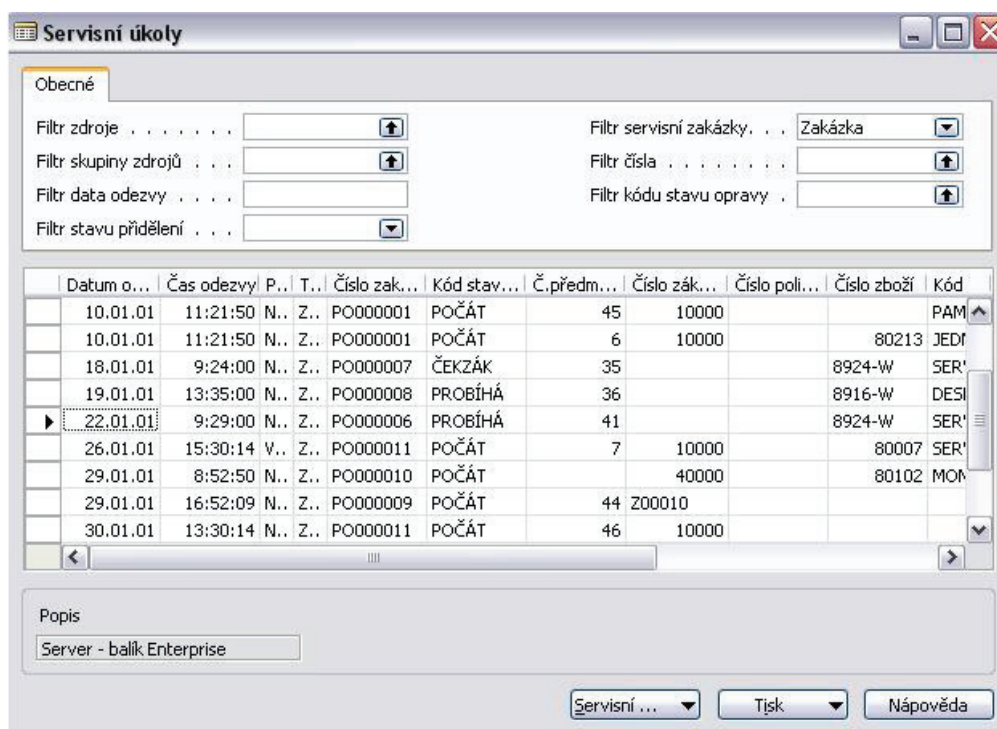 Servisní úkoly
Obecné
Filtr zdroje . . . . . . .
Filtr servisní zakázky. . . Zakázka
Filtr skupiny zdrojů . . .
Filtr čísla . . . . . . . .
Filtr data odezvy . . . .
Filtr kódu stavu opravy .
Filtr stavu přidělení . . .
Datum o... Čas odezvy P.. T.. Číslo zak... Kód stav... Č.předm... Číslo zák... Číslo poli... Číslo zboží Kód
10.01.01 11:21:50 N.. Z.. PO000001 POČÁT 45 10000 PAM
10.01.01 11:21:50 N.. Z.. PO000001 POČÁT 6 10000 80213 JEDN
18.01.01 9:24:00 N.. Z.. PO000007 ČEKZÁK 35 8924-W SER
19.01.01 13:35:00 N.. Z.. PO000008 PROBÍHÁ 36 8916-W DESI
22.01.01 9:29:00 N.. Z.. PO000006 PROBÍHÁ 41 8924-W SER
26.01.01 15:30:14 V.. Z.. PO000011 POČÁT 7 10000 80007 SER
29.01.01 8:52:50 N.. Z.. PO000010 POČÁT 40000 80102 MON
29.01.01 16:52:09 N.. Z.. PO000009 POČÁT 44 Z00010
30.01.01 13:30:14 N.. Z.. PO000011 POČÁT 46 10000
Popis
Server - balík Enterprise
Servisní ... Tisk Nápověda